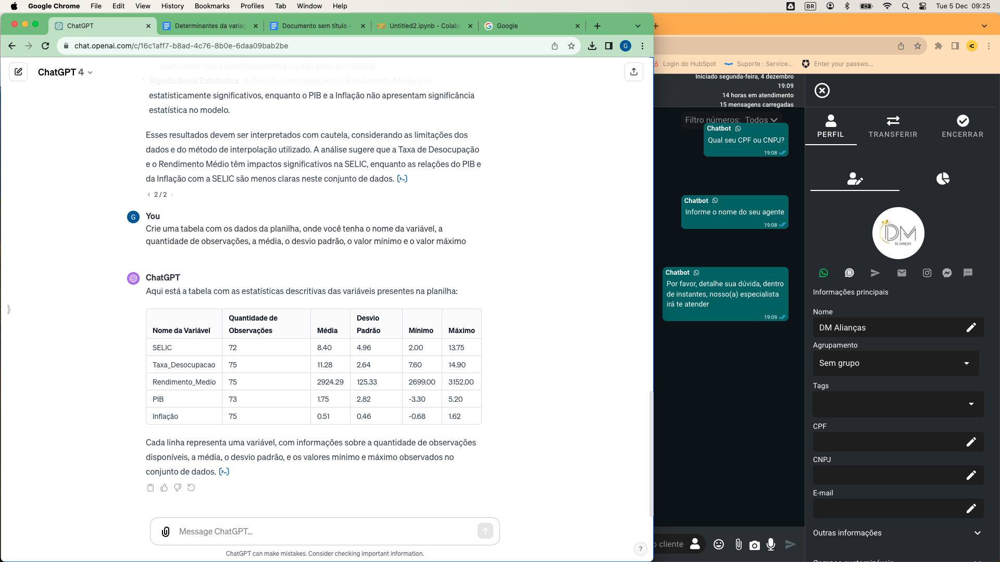 Google Chrome File Edit View History Bookmarks Profiles Tab Window Help
BR
Tue 5 Dec 09:25
ChatGPT
Determinantes da variaç
Documento sem título -
Untitled2.ipynb - Colabo
Google
chat.openai.com/c/16c1aff7-b8ad-4c76-8b0e-6daa09bab2be
G
ChatGPT 4
coeficiente não é estatisticamente significativo (p = 0.209).
Significância Estatística: A Taxa de Desocupação e o Rendimento Médio são
estatisticamente significativos, enquanto o PIB e a Inflação não apresentam significância
estatística no modelo.
Esses resultados devem ser interpretados com cautela, considerando as limitações dos
dados e do método de interpolação utilizado. A análise sugere que a Taxa de Desocupação
e o Rendimento Médio têm impactos significativos na SELIC, enquanto as relações do PIB e
da Inflação com a SELIC são menos claras neste conjunto de dados. [>-]
2 / 2
G
You
Crie uma tabela com os dados da planilha, onde você tenha o nome da variável, a
quantidade de observações, a média, o desvio padrão, o valor mínimo e o valor máximo
ChatGPT
Aqui está a tabela com as estatísticas descritivas das variáveis presentes na planilha:
Nome da Variável Quantidade de Observações Média Desvio Padrão Mínimo Máximo
SELIC 72 8.40 4.96 2.00 13.75
Taxa_Desocupacao 75 11.28 2.64 7.60 14.90
Rendimento_Medio 75 2924.29 125.33 2699.00 3152.00
PIB 73 1.75 2.82 -3.30 5.20
Inflação 75 0.51 0.46 -0.68 1.62
Cada linha representa uma variável, com informações sobre a quantidade de observações
disponíveis, a média, o desvio padrão, e os valores mínimo e máximo observados no
conjunto de dados. [>-]
Message ChatGPT...
ChatGPT can make mistakes. Consider checking important information.
?
Login do HubSpot
Suporte : Service...
Enter your passwo...
Iniciado segunda-feira, 4 dezembro
19:09
14 horas em atendimento
15 mensagens carregadas
Filtro números: Todos
Chatbot
Qual seu CPF ou CNPJ?
19:08
Chatbot
Informe o nome do seu agente
19:08
Chatbot
Por favor, detalhe sua dúvida, dentro
de instantes, nosso(a) especialista
irá te atender
19:09
o cliente
PERFIL
TRANSFERIR
ENCERRAR
DM
ALIANÇAS
Informações principais
Nome
DM Alianças
Agrupamento
Sem grupo
Tags
CPF
CNPJ
E-mail
Outras informações
Campos customizáveis